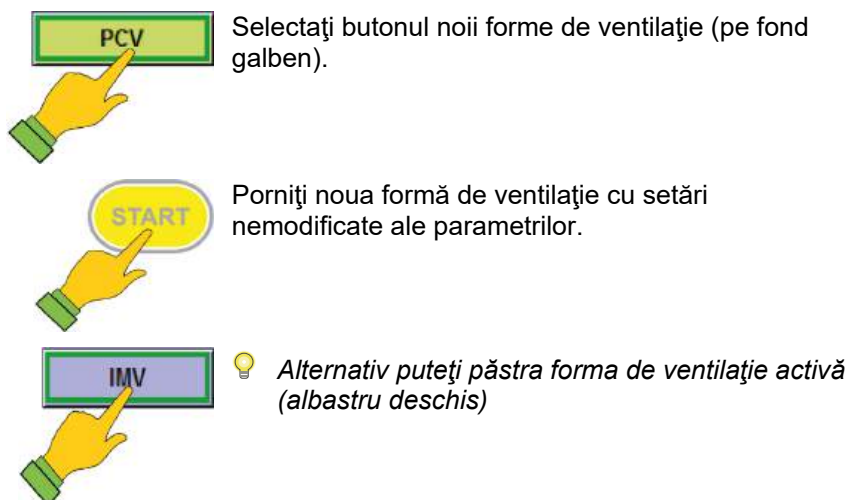 PCV
Selectaţi butonul noii forme de ventilaţie (pe fond
galben).
START
Porniţi noua formă de ventilaţie cu setări
nemodificate ale parametrilor.
IMV
Alternativ puteţi păstra forma de ventilaţie activă
(albastru deschis)